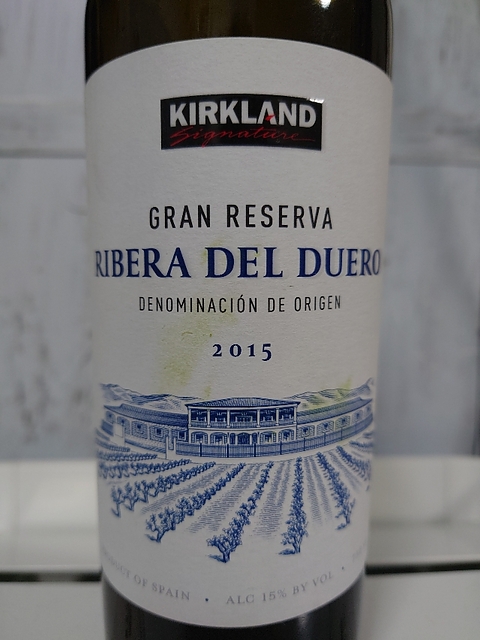 KIRKLAND
Signature
GRAN RESERVA
RIBERA DEL DUERO
DENOMINACIÓN DE ORIGEN
2015
OF SPAIN • ALC 15% BY VOL •